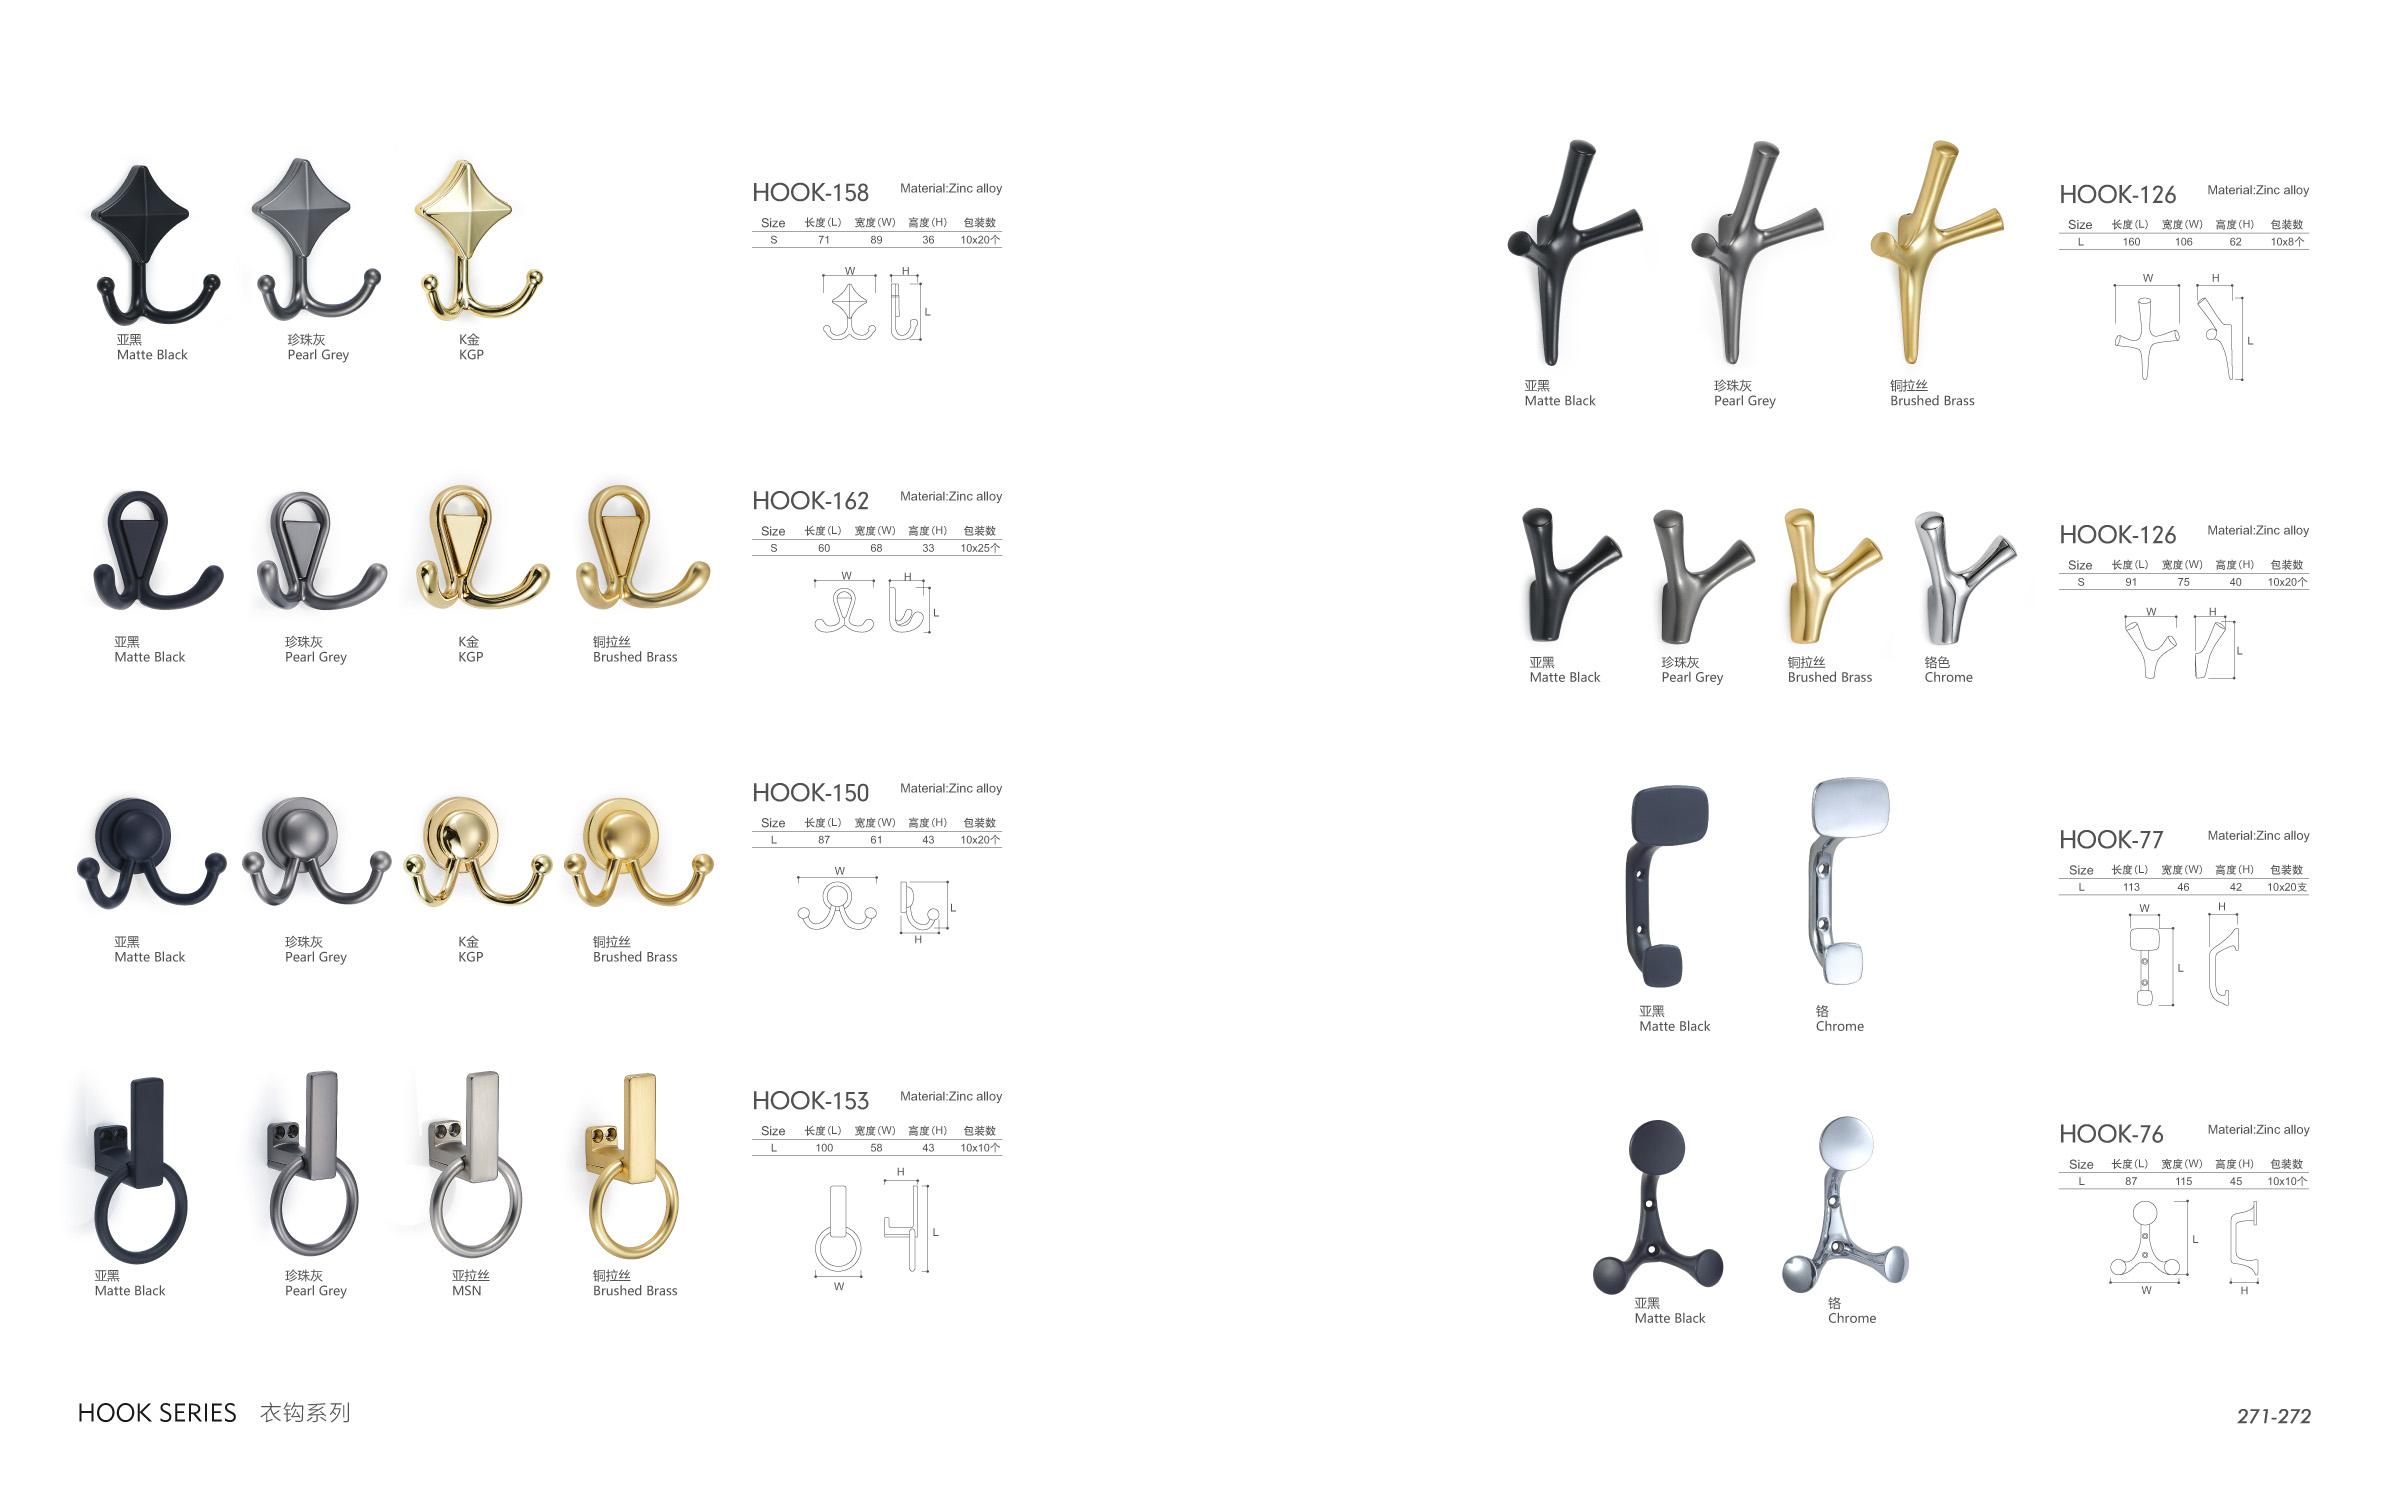 HOOK-158 Material:Zinc alloy
Size 长度(L) 宽度(W) 高度(H) 包装数
S 71 89 36 10x20个
W H
L
亚黑 珍珠灰 K金
Matte Black Pearl Grey KGP
HOOK-162 Material:Zinc alloy
Size 长度(L) 宽度(W) 高度(H) 包装数
S 60 68 33 10x25个
W H
L
亚黑 珍珠灰 K金 铜拉丝
Matte Black Pearl Grey KGP Brushed Brass
HOOK-150 Material:Zinc alloy
Size 长度(L) 宽度(W) 高度(H) 包装数
L 87 61 43 10x20个
W
L
H
亚黑 珍珠灰 K金 铜拉丝
Matte Black Pearl Grey KGP Brushed Brass
HOOK-153 Material:Zinc alloy
Size 长度(L) 宽度(W) 高度(H) 包装数
L 100 58 43 10x10个
H
L
W
亚黑 珍珠灰 亚拉丝 铜拉丝
Matte Black Pearl Grey MSN Brushed Brass
HOOK SERIES 衣钩系列
HOOK-126 Material:Zinc alloy
Size 长度(L) 宽度(W) 高度(H) 包装数
L 160 106 62 10x8个
W H
L
亚黑 珍珠灰 铜拉丝
Matte Black Pearl Grey Brushed Brass
HOOK-126 Material:Zinc alloy
Size 长度(L) 宽度(W) 高度(H) 包装数
S 91 75 40 10x20个
W H
L
亚黑 珍珠灰 铜拉丝 铬色
Matte Black Pearl Grey Brushed Brass Chrome
HOOK-77 Material:Zinc alloy
Size 长度(L) 宽度(W) 高度(H) 包装数
L 113 46 42 10x20支
W H
L
亚黑 铬
Matte Black Chrome
HOOK-76 Material:Zinc alloy
Size 长度(L) 宽度(W) 高度(H) 包装数
L 87 115 45 10x10个
L
W H
亚黑 铬
Matte Black Chrome
271-272